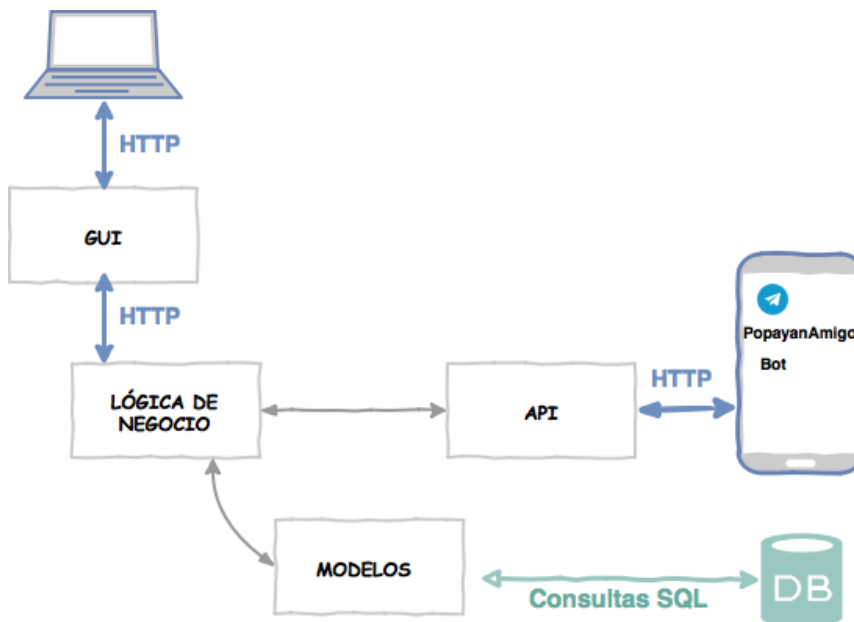 HTTP
GUI
HTTP
LÓGICA DE
NEGOCIO
API
HTTP
PopayanAmigo
Bot
MODELOS
Consultas SQL
DB